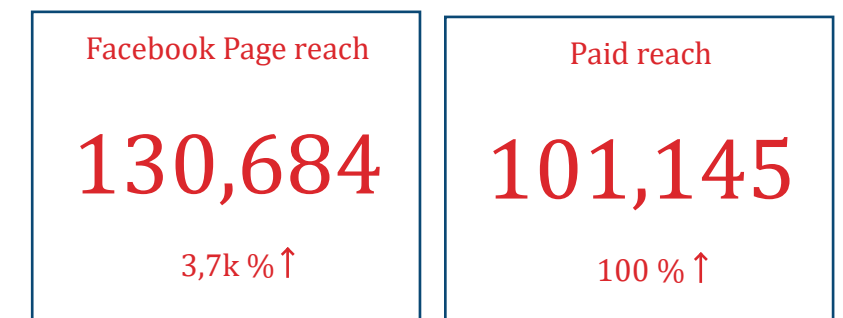 Facebook Page reach
130,684
3,7k % ↑
Paid reach
101,145
100 % ↑